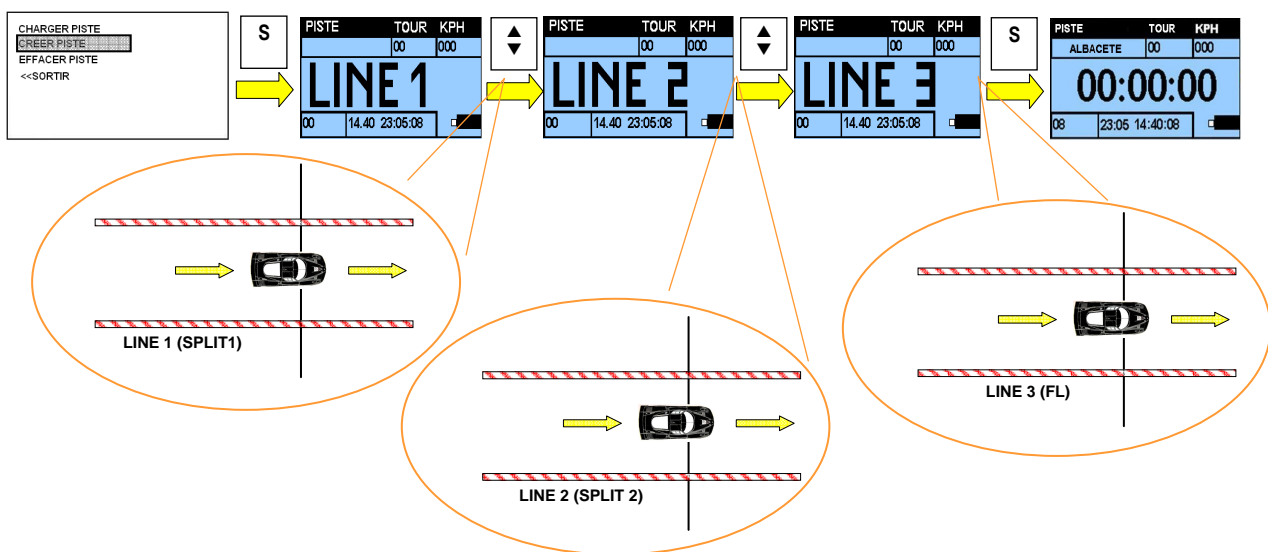 CHARGER PISTE
CREER PISTE
EFFACER PISTE
<<SORTIR
S
PISTE TOUR KPH
00 000
LINE 1
00 14.40 23:05:08
PISTE TOUR KPH
00 000
LINE 2
00 14.40 23:05:08
PISTE TOUR KPH
00 000
LINE 3
00 14.40 23:05:08
S
PISTE TOUR KPH
ALBACETE 00 000
00:00:00
08 23:05 14:40:08
LINE 1 (SPLIT1)
LINE 2 (SPLIT 2)
LINE 3 (FL)